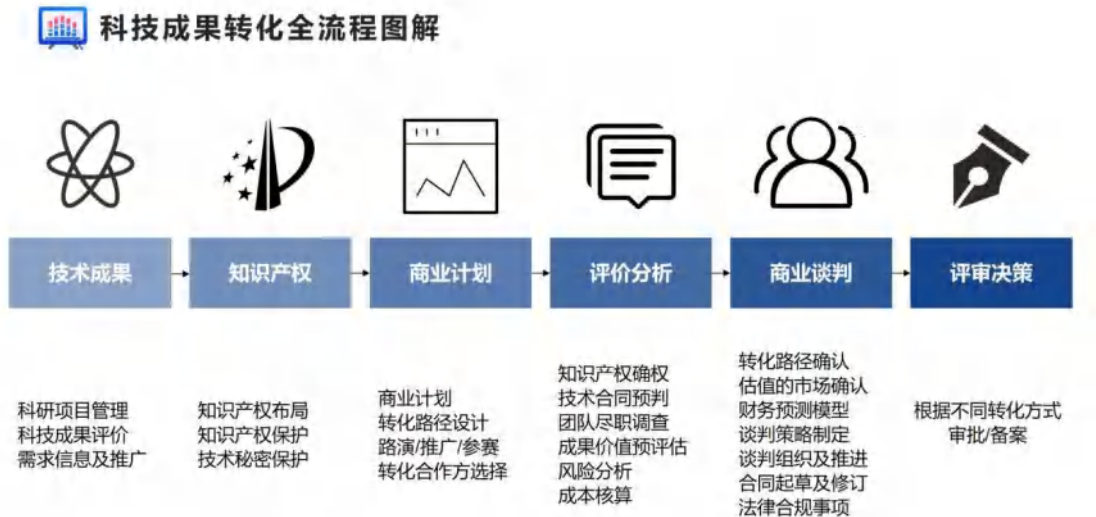 科技成果转化全流程图解
技术成果
知识产权
商业计划
评价分析
商业谈判
评审决策
科研项目管理
科技成果评价
需求信息及推广
知识产权布局
知识产权保护
技术秘密保护
商业计划
转化路径设计
路演/推广/参赛
转化合作方选择
知识产权确权
技术合同预判
团队尽职调查
成果价值预评估
风险分析
成本核算
转化路径确认
估值的市场确认
财务预测模型
谈判策略制定
谈判组织及推进
合同起草及修订
法律合规事项
根据不同转化方式
审批/备案